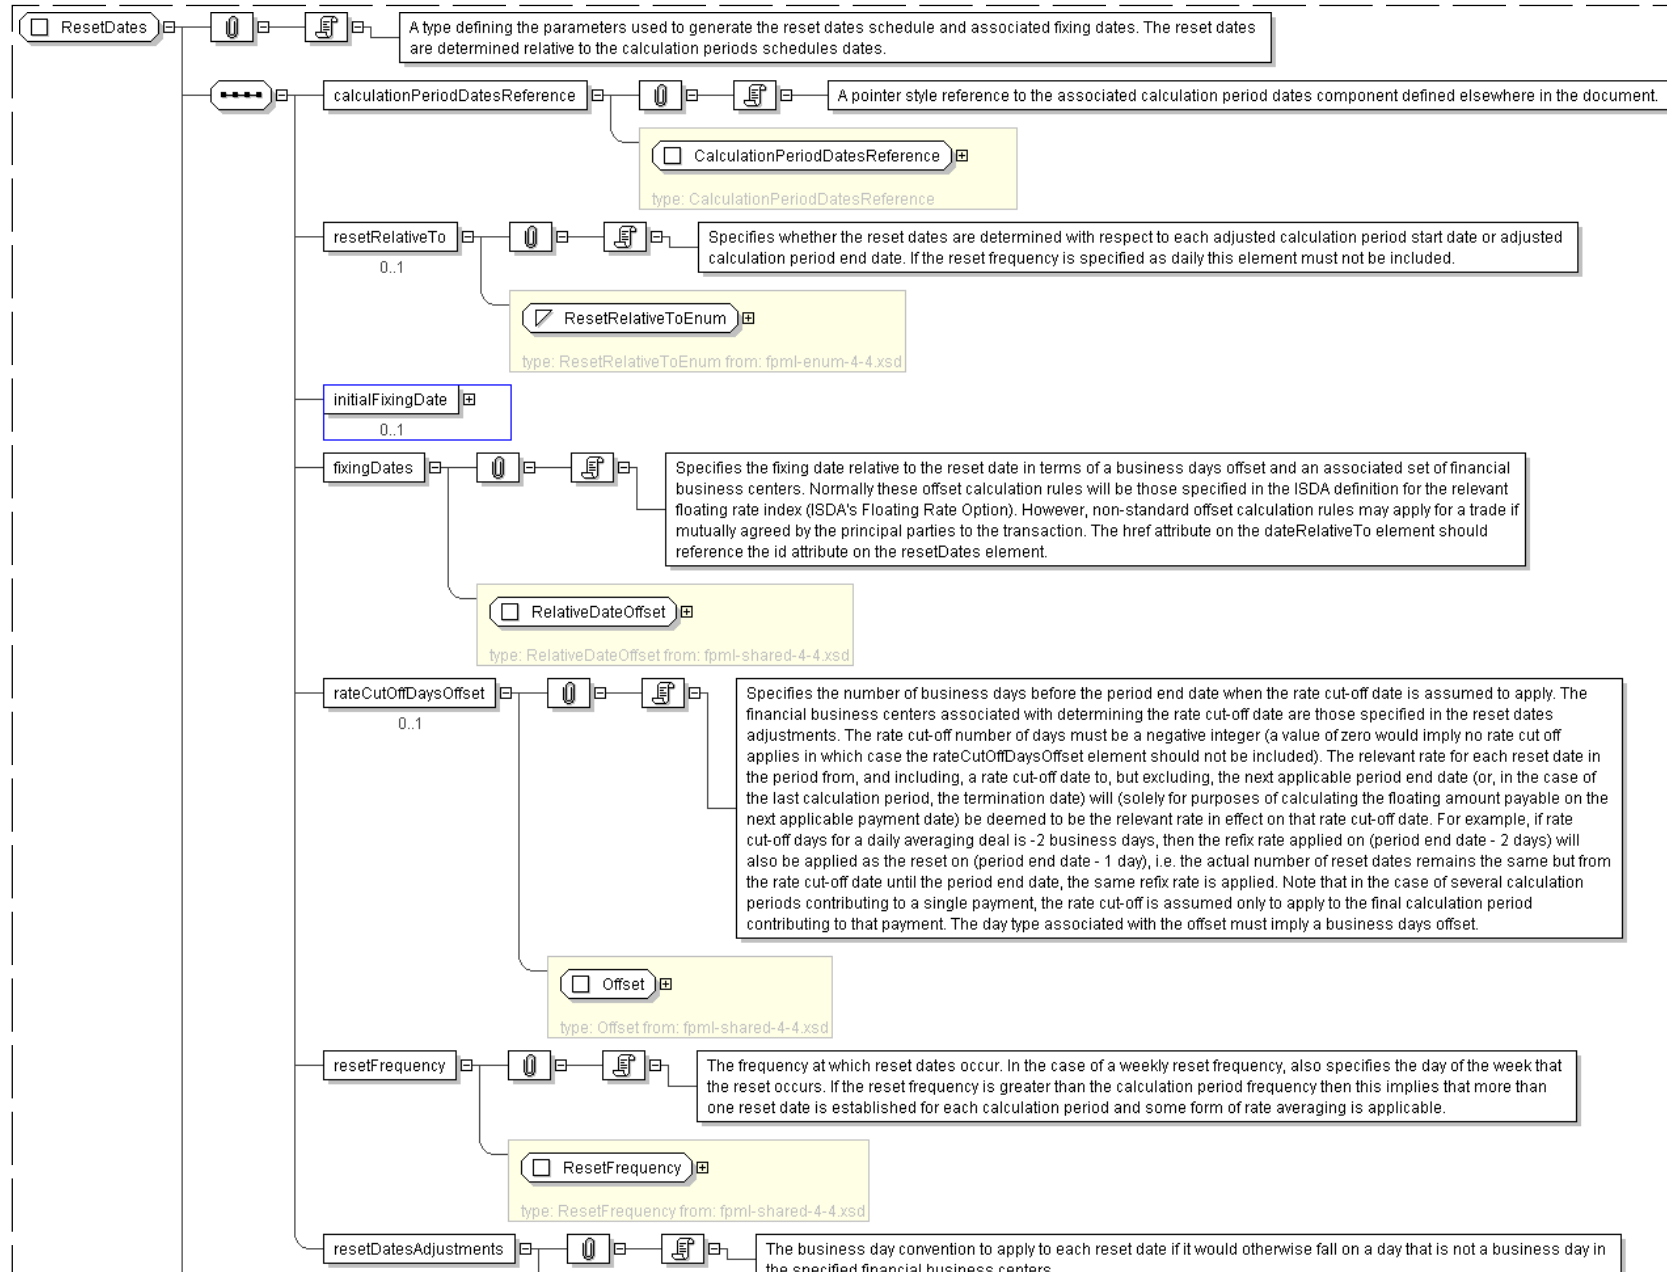 ResetDates
A type defining the parameters used to generate the reset dates schedule and associated fixing dates. The reset dates
are determined relative to the calculation periods schedules dates.
calculationPeriodDatesReference
A pointer style reference to the associated calculation period dates component defined elsewhere in the document.
CalculationPeriodDatesReference
type: CalculationPeriodDatesReference
resetRelativeTo
0..1
Specifies whether the reset dates are determined with respect to each adjusted calculation period start date or adjusted
calculation period end date. If the reset frequency is specified as daily this element must not be included.
ResetRelativeToEnum
type: ResetRelativeToEnum from: fpml-enum-4-4.xsd
initialFixingDate
0..1
fixingDates
Specifies the fixing date relative to the reset date in terms of a business days offset and an associated set of financial
business centers. Normally these offset calculation rules will be those specified in the ISDA definition for the relevant
floating rate index (ISDA's Floating Rate Option). However, non-standard offset calculation rules may apply for a trade if
mutually agreed by the principal parties to the transaction. The href attribute on the dateRelativeTo element should
reference the id attribute on the resetDates element.
RelativeDateOffset
type: RelativeDateOffset from: fpml-shared-4-4.xsd
rateCutOffDaysOffset
0..1
Specifies the number of business days before the period end date when the rate cut-off date is assumed to apply. The
financial business centers associated with determining the rate cut-off date are those specified in the reset dates
adjustments. The rate cut-off number of days must be a negative integer (a value of zero would imply no rate cut off
applies in which case the rateCutOffDaysOffset element should not be included). The relevant rate for each reset date in
the period from, and including, a rate cut-off date to, but excluding, the next applicable period end date (or, in the case of
the last calculation period, the termination date) will (solely for purposes of calculating the floating amount payable on the
next applicable payment date) be deemed to be the relevant rate in effect on that rate cut-off date. For example, if rate
cut-off days for a daily averaging deal is -2 business days, then the refix rate applied on (period end date - 2 days) will
also be applied as the reset on (period end date - 1 day), i.e. the actual number of reset dates remains the same but from
the rate cut-off date until the period end date, the same refix rate is applied. Note that in the case of several calculation
periods contributing to a single payment, the rate cut-off is assumed only to apply to the final calculation period
contributing to that payment. The day type associated with the offset must imply a business days offset.
Offset
type: Offset from: fpml-shared-4-4.xsd
resetFrequency
The frequency at which reset dates occur. In the case of a weekly reset frequency, also specifies the day of the week that
the reset occurs. If the reset frequency is greater than the calculation period frequency then this implies that more than
one reset date is established for each calculation period and some form of rate averaging is applicable.
ResetFrequency
type: ResetFrequency from: fpml-shared-4-4.xsd
resetDatesAdjustments
The business day convention to apply to each reset date if it would otherwise fall on a day that is not a business day in
the specified financial business centers.